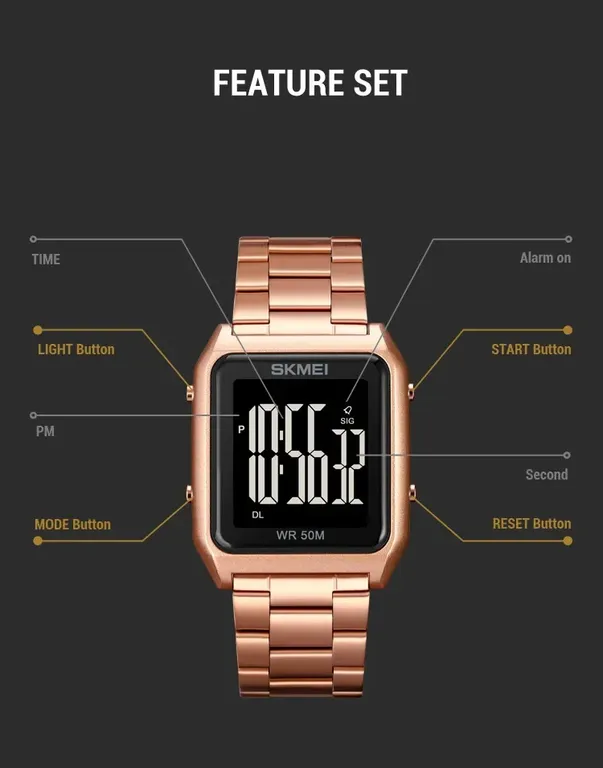 FEATURE SET
TIME
Alarm on
LIGHT Button
START Button
SKMEI
SIG
P
PM
10:56 32
Second
DL
MODE Button
RESET Button
WR 50M